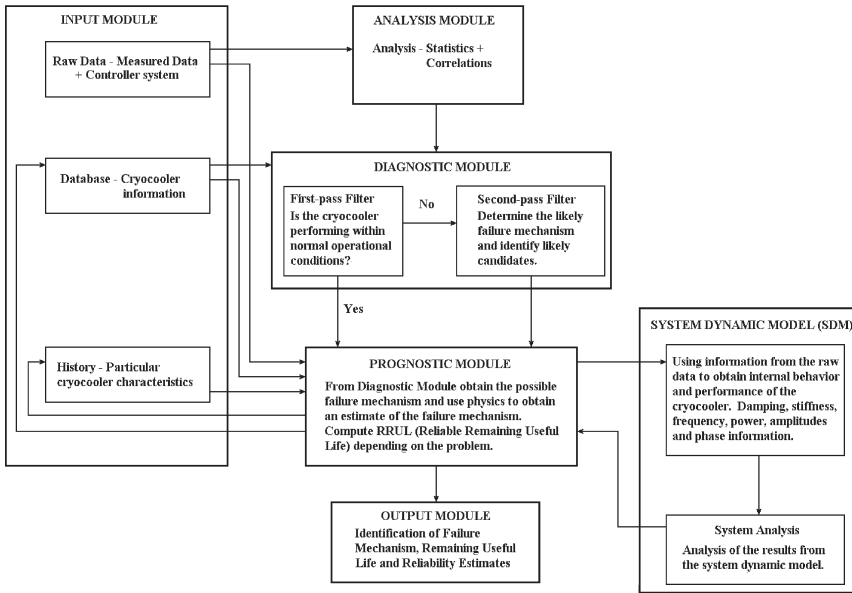 INPUT MODULE
Raw Data - Measured Data
+ Controller system
Database - Cryocooler
information
History - Particular
cryocooler characteristics
ANALYSIS MODULE
Analysis - Statistics +
Correlations
DIAGNOSTIC MODULE
First-pass Filter
Is the cryocooler
performing within
normal operational
conditions?
No
Second-pass Filter
Determine the likely
failure mechanism
and identify likely
candidates.
Yes
PROGNOSTIC MODULE
From Diagnostic Module obtain the possible
failure mechanism and use physics to obtain
an estimate of the failure mechanism.
Compute RRUL (Reliable Remaining Useful
Life) depending on the problem.
SYSTEM DYNAMIC MODEL (SDM)
Using information from the raw
data to obtain internal behavior
and performance of the
cryocooler. Damping, stiffness,
frequency, power, amplitudes
and phase information.
System Analysis
Analysis of the results from
the system dynamic model.
OUTPUT MODULE
Identification of Failure
Mechanism, Remaining Useful
Life and Reliability Estimates